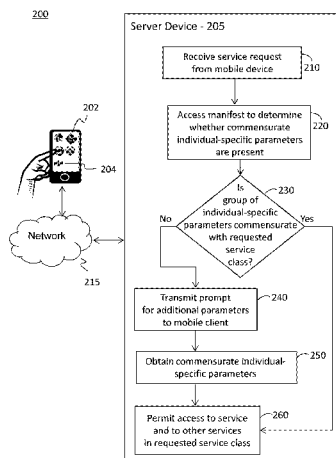 200
Server Device - 205
Receive service request
from mobile device
210
202
204
Access manifest to determine
whether commensurate
individual-specific parameters
are present
220
Is
group of
individual-specific
parameters commensurate
with requested
service
class?
230
No
Yes
Network
215
Transmit prompt
for additional parameters
to mobile client
240
Obtain commensurate individual-
specific parameters
250
Permit access to service
and to other services
in requested service class
260